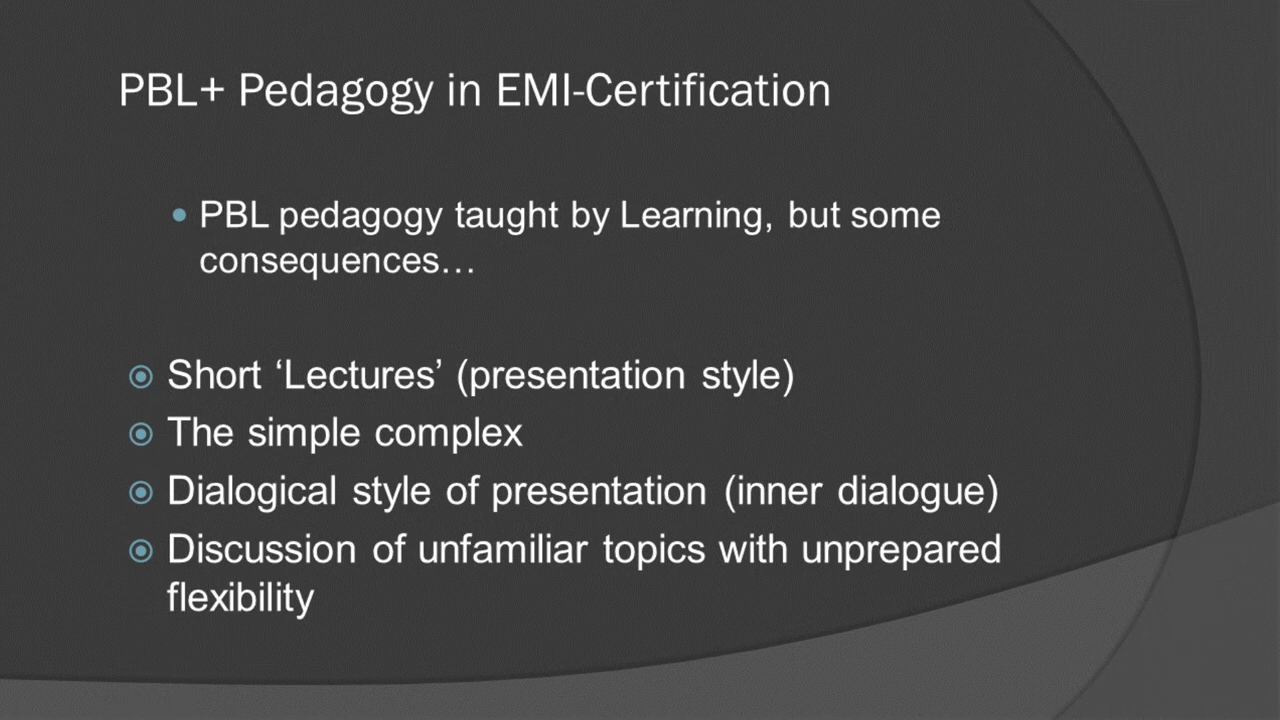 PBL+ Pedagogy in EMI-Certification
• PBL pedagogy taught by Learning, but some
consequences…
Short ‘Lectures’ (presentation style)
The simple complex
Dialogical style of presentation (inner dialogue)
Discussion of unfamiliar topics with unprepared
flexibility